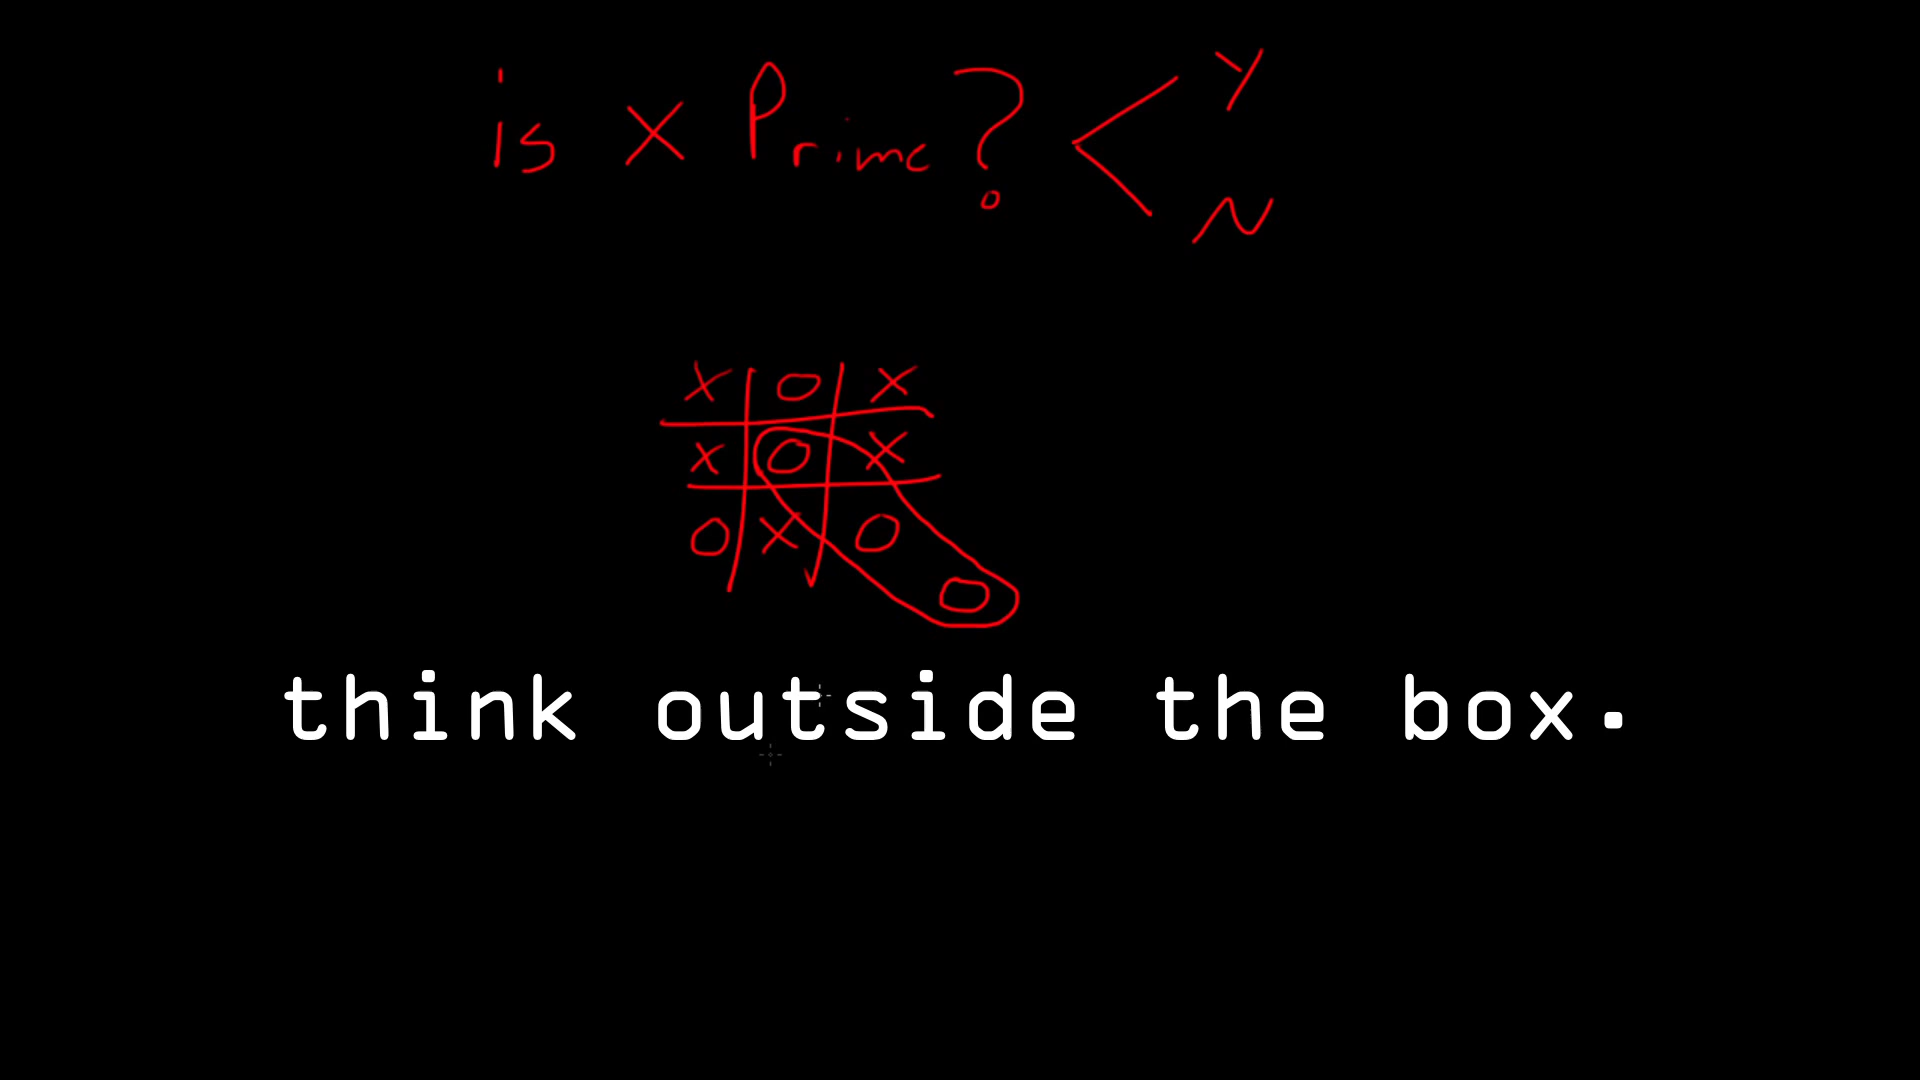 is X Prime? < Y
N
X O X
X O X
O X O
O
think outside the box.